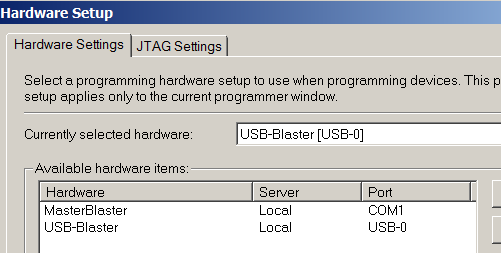 Hardware Setup
Hardware Settings JTAG Settings
Select a programming hardware setup to use when programming devices. This p
setup applies only to the current programmer window.
Currently selected hardware: USB-Blaster [USB-0]
Available hardware items:
Hardware Server Port
MasterBlaster Local COM1
USB-Blaster Local USB-0